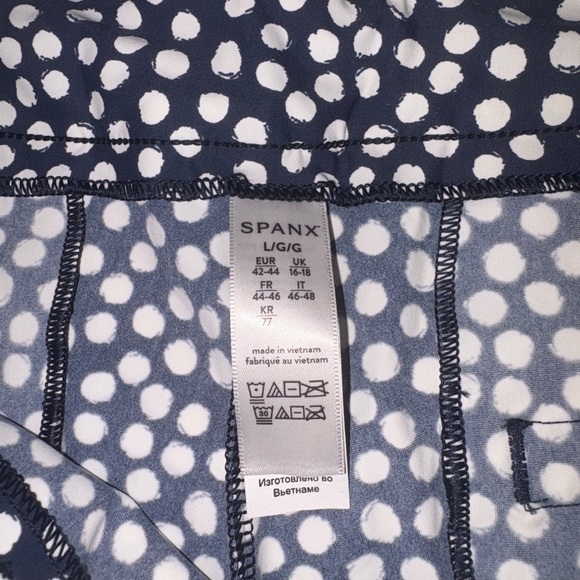 SPANX
L/G/G
EUR UK
42-44 16-18
FR IT
44-46 46-48
KR
77
made in vietnam
fabriqué au vietnam
30
Изготовлено во
Вьетнаме